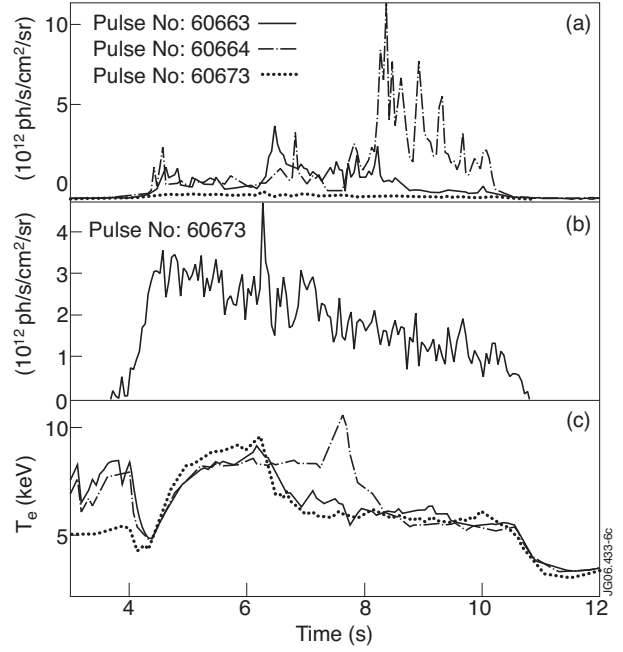 10
5
0
(10¹² ph/s/cm²/sr)
Pulse No: 60663
Pulse No: 60664
Pulse No: 60673
(a)
4
3
2
1
0
(10¹² ph/s/cm²/sr)
Pulse No: 60673
(b)
10
5
Tₑ (keV)
(c)
JG06.433-6c
4 6 8 10 12
Time (s)